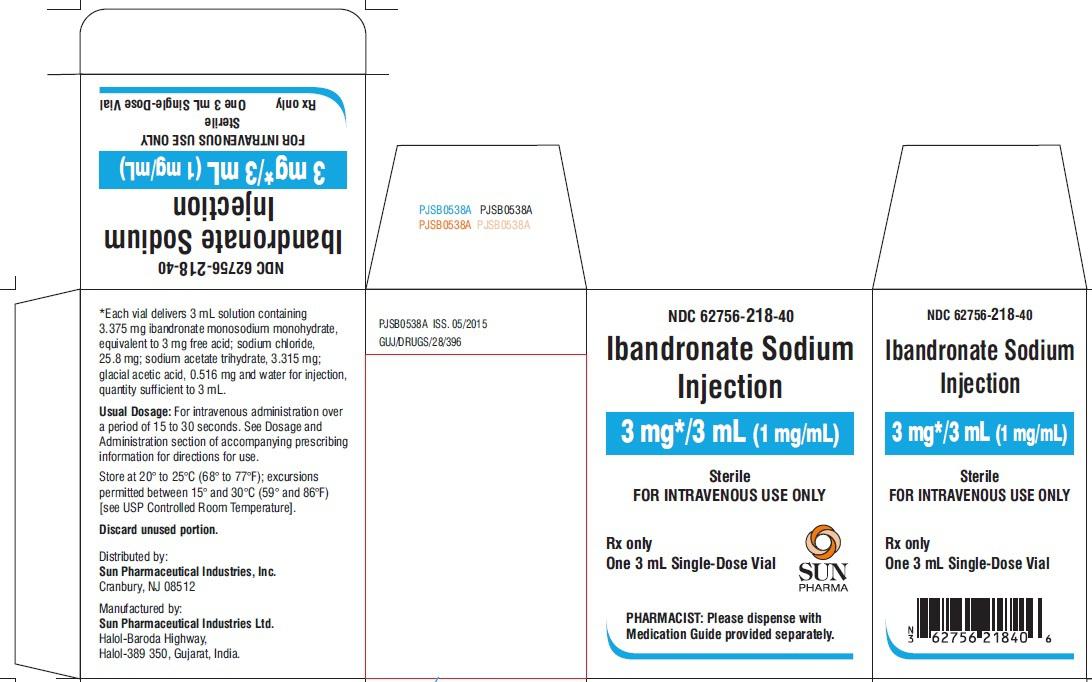 NDC 62756-218-40
Ibandronate Sodium
Injection
3 mg*/3 mL (1 mg/mL)
FOR INTRAVENOUS USE ONLY
Sterile
Rx only One 3 mL Single-Dose Vial
*Each vial delivers 3 mL solution containing
3.375 mg ibandronate monosodium monohydrate,
equivalent to 3 mg free acid; sodium chloride,
25.8 mg; sodium acetate trihydrate, 3.315 mg;
glacial acetic acid, 0.516 mg and water for injection,
quantity sufficient to 3 mL.
Usual Dosage: For intravenous administration over
a period of 15 to 30 seconds. See Dosage and
Administration section of accompanying prescribing
information for directions for use.
Store at 20° to 25°C (68° to 77°F); excursions
permitted between 15° and 30°C (59° and 86°F)
[see USP Controlled Room Temperature].
Discard unused portion.
Distributed by:
Sun Pharmaceutical Industries, Inc.
Cranbury, NJ 08512
Manufactured by:
Sun Pharmaceutical Industries Ltd.
Halol-Baroda Highway,
Halol-389 350, Gujarat, India.
PJSB0538A PJSB0538A
PJSB0538A PJSB0538A
PJSB0538A ISS. 05/2015
GUJ/DRUGS/28/396
NDC 62756-218-40
Ibandronate Sodium
Injection
3 mg*/3 mL (1 mg/mL)
Sterile
FOR INTRAVENOUS USE ONLY
Rx only
One 3 mL Single-Dose Vial
SUN
PHARMA
PHARMACIST: Please dispense with
Medication Guide provided separately.
NDC 62756-218-40
Ibandronate Sodium
Injection
3 mg*/3 mL (1 mg/mL)
Sterile
FOR INTRAVENOUS USE ONLY
Rx only
One 3 mL Single-Dose Vial
N
3 62756 21840 6